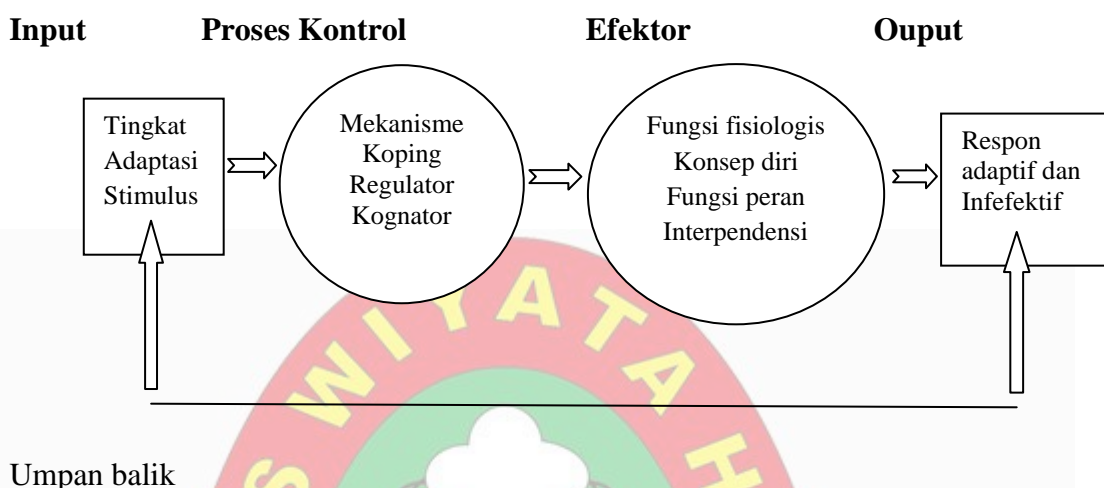 Input Proses Kontrol Efektor Ouput
Tingkat
Adaptasi
Stimulus
Mekanisme
Koping
Regulator
Kognator
Fungsi fisiologis
Konsep diri
Fungsi peran
Interpendensi
Respon
adaptif dan
Infefektif
S WIYATA H
Umpan balik